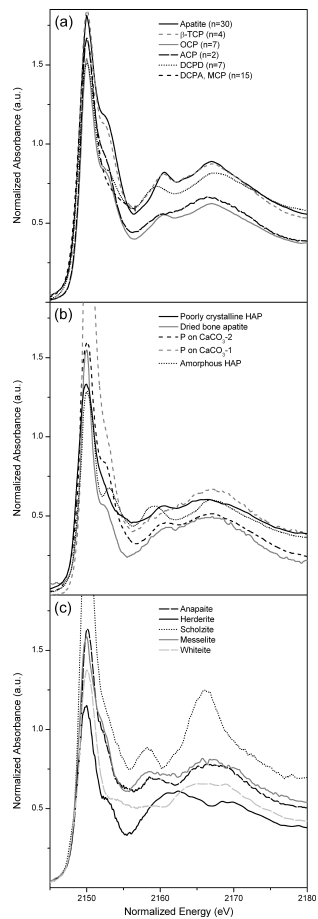 (a)
Apatite (n=30)
β-TCP (n=4)
OCP (n=7)
ACP (n=2)
DCPD (n=7)
DCPA, MCP (n=15)
1.5
1.0
0.5
Normalized Absorbance (a.u.)
(b)
Poorly crystalline HAP
Dried bone apatite
P on CaCO3-2
P on CaCO3-1
Amorphous HAP
1.5
1.0
0.5
Normalized Absorbance (a.u.)
(c)
Anapaite
Herderite
Scholzite
Messelite
Whiteite
1.5
1.0
0.5
Normalized Absorbance (a.u.)
2150 2160 2170 2180
Normalized Energy (eV)